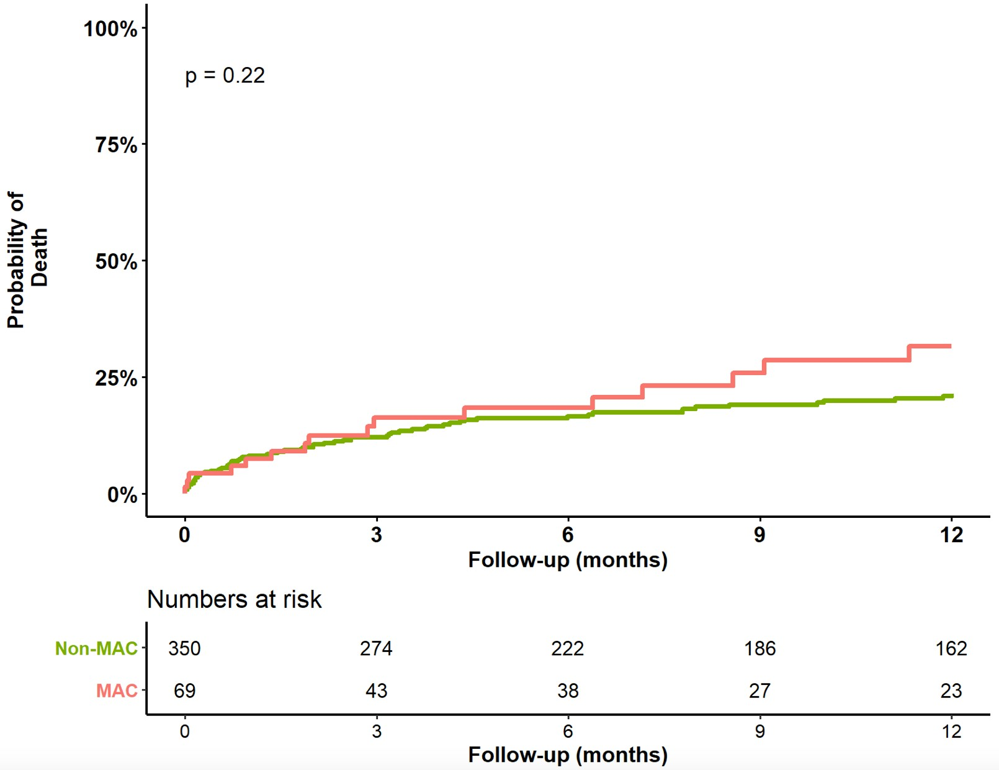 100%
p = 0.22
75%
Probability of
Death
50%
25%
0%
0 3 6 9 12
Follow-up (months)
Numbers at risk
Non-MAC 350 274 222 186 162
MAC 69 43 38 27 23
0 3 6 9 12
Follow-up (months)